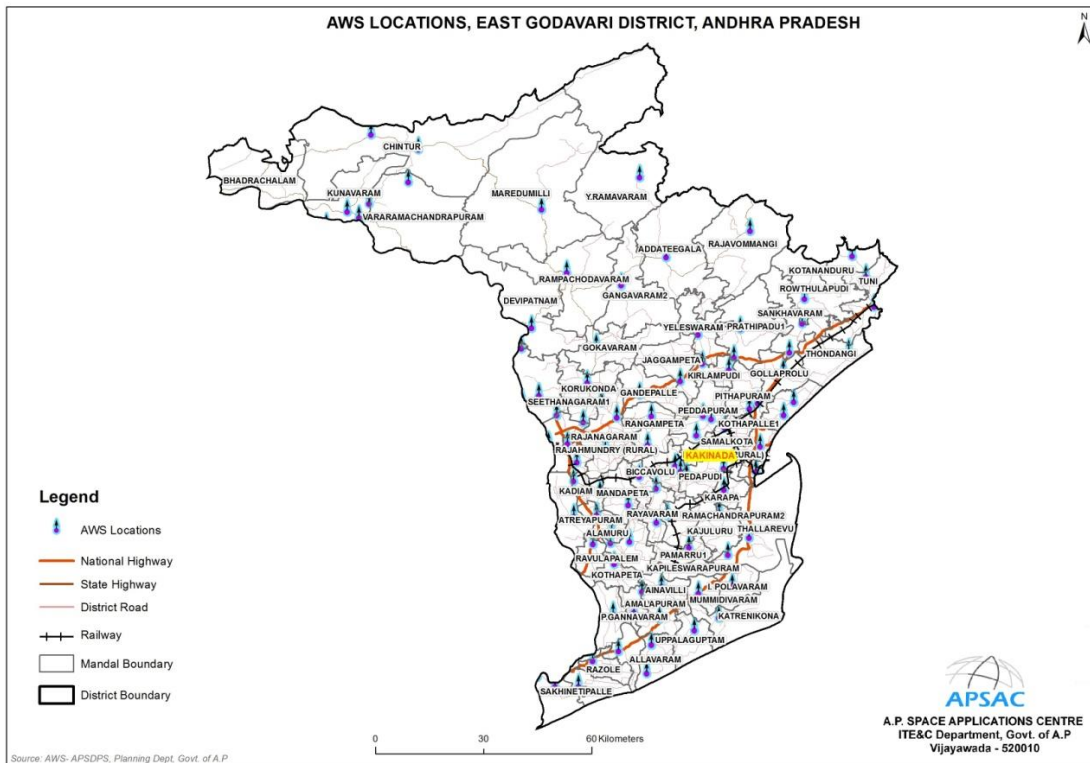 AWS LOCATIONS, EAST GODAVARI DISTRICT, ANDHRA PRADESH
N
CHINTUR
BHADRACHALAM
KUNAVARAM
MAREDUMILLI
Y.RAMAVARAM
VARARAMACHANDRAPURAM
RAJAVOMMANGI
ADDATEEGALA
KOTANANDURU
RAMPACHODAVARAM
TUNI
ROWTHULAPUDI
GANGAVARAM2
DEVIPATNAM
SANKHAVARAM
YELESWARAM
PRATHIPADU1
GOKAVARAM
THONDANGI
JAGGAMPETA
KIRLAMPUDI
GOLLAPROLU
KORUKONDA
GANDEPALLE
PITHAPURAM
SEETHANAGARAM1
PEDDAPURAM
RANGAMPETA
KOTHAPALLE1
RAJANAGARAM
SAMALKOTA
RAJAHMUNDRY (RURAL)
KAKINADA
URAL)
BICCAVOLU
PEDAPUDI
KADIAM
MANDAPETA
KARAPA
RAYAVARAM
RAMACHANDRAPURAM2
ATREYAPURAM
THALLAREVU
ALAMURU
KAJULURU
RAVULAPALEM
PAMARRU1
KAPILESWARAPURAM
KOTHAPETA
I. POLAVARAM
AINAVILLI
MUMMIDIVARAM
AMALAPURAM
P.GANNAVARAM
KATRENIKONA
UPPALAGUPTAM
ALLAVARAM
RAZOLE
SAKHINETIPALLE
Legend
AWS Locations
National Highway
State Highway
District Road
Railway
Mandal Boundary
District Boundary
0 30 60 Kilometers
APSAC
A.P. SPACE APPLICATIONS CENTRE
ITE&C Department, Govt. of A.P
Vijayawada - 520010
Source: AWS- APSDPS, Planning Dept, Govt. of A.P